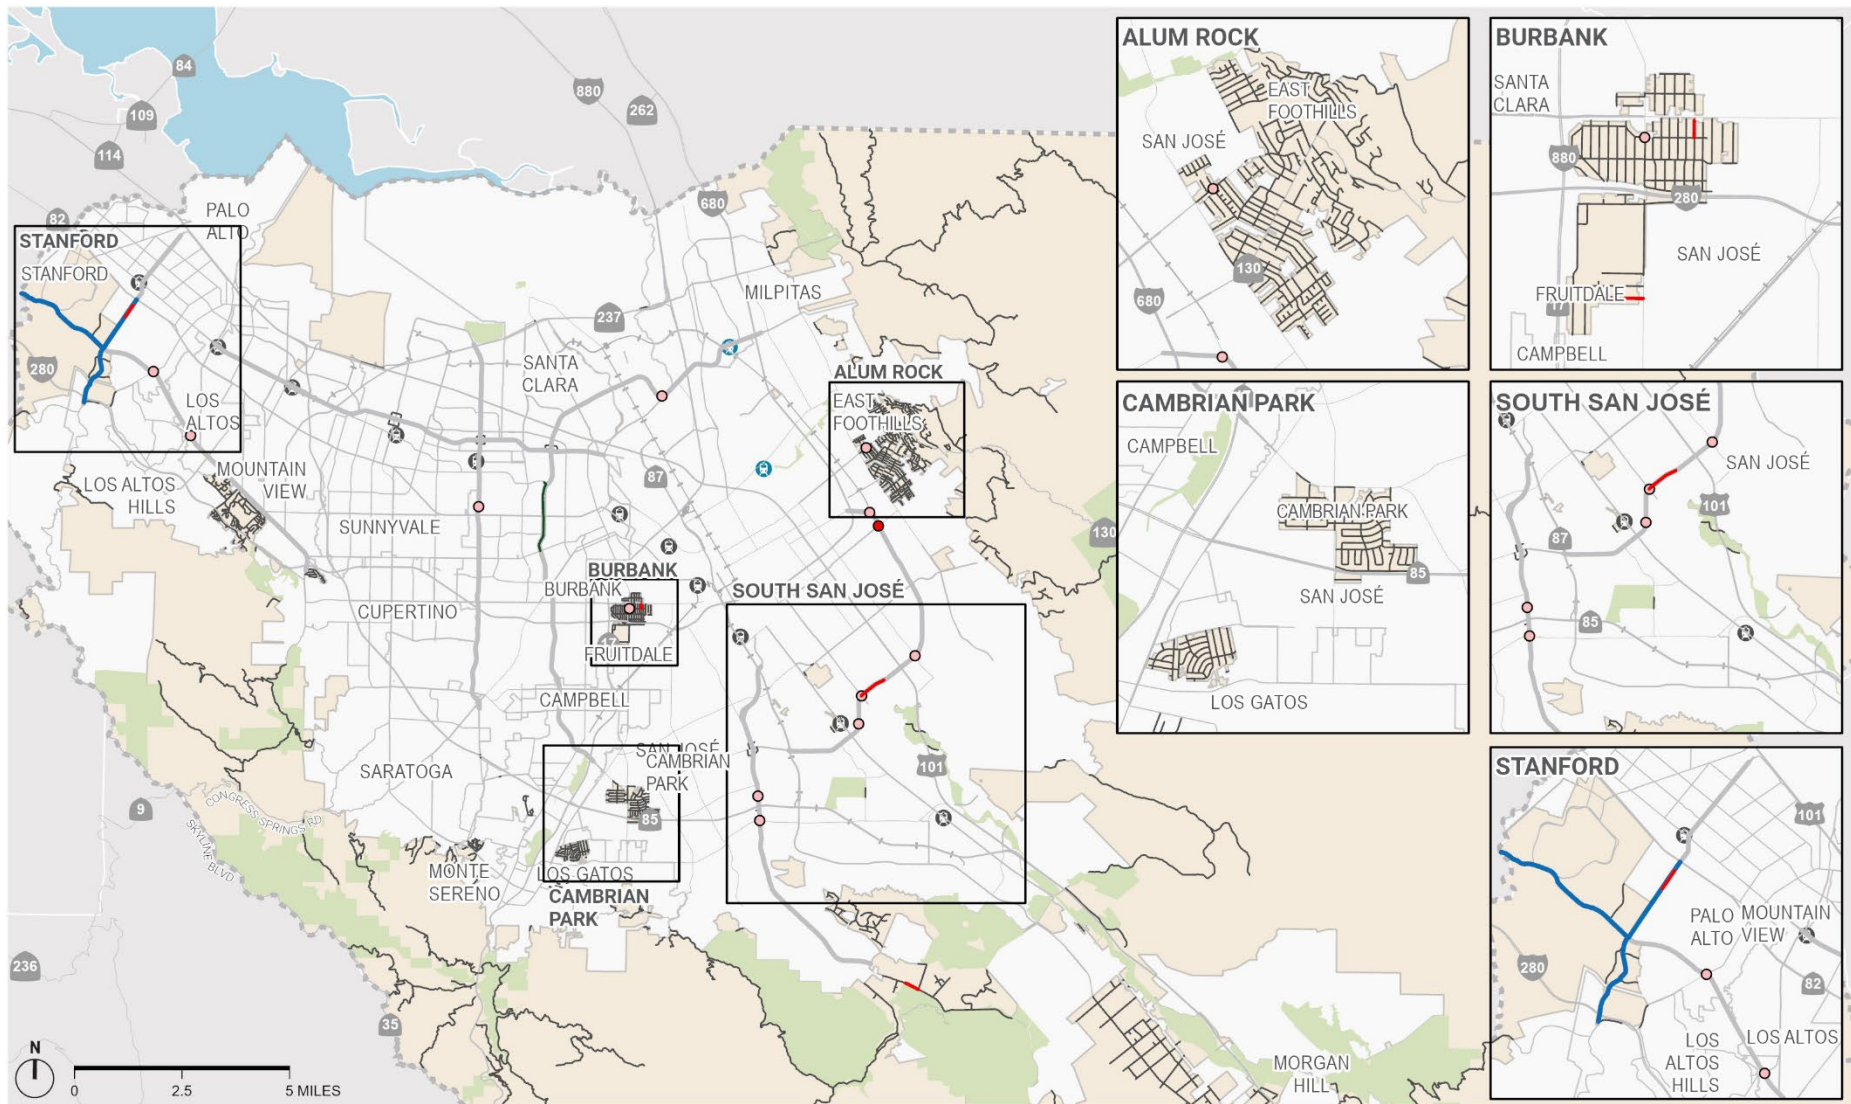 84
880
262
109
114
82
PALO
ALTO
680
STANFORD
STANFORD
280
MILPITAS
237
SANTA
CLARA
LOS
ALTOS
ALUM ROCK
EAST
FOOTHILLS
MOUNTAIN
VIEW
LOS ALTOS
HILLS
87
SUNNYVALE
130
BURBANK
BURBANK
CUPERTINO
17
FRUITDALE
SOUTH SAN JOSÉ
CAMPBELL
SAN JOSÉ
CAMBRIAN
PARK
101
SARATOGA
CONGRESS SPRINGS RD
9
SKYLINE BLVD
85
MONTE
SERENO
LOS GATOS
CAMBRIAN
PARK
236
35
MORGAN
HILL
N
0
2.5
5 MILES
ALUM ROCK
EAST
FOOTHILLS
SAN JOSÉ
130
680
BURBANK
SANTA
CLARA
880
280
SAN JOSÉ
FRUITDALE
17
CAMPBELL
CAMBRIAN PARK
CAMPBELL
CAMBRIAN PARK
85
SAN JOSÉ
LOS GATOS
SOUTH SAN JOSÉ
SAN JOSÉ
101
87
85
STANFORD
101
PALO
ALTO
MOUNTAIN
VIEW
280
82
LOS
ALTOS
HILLS
LOS ALTOS